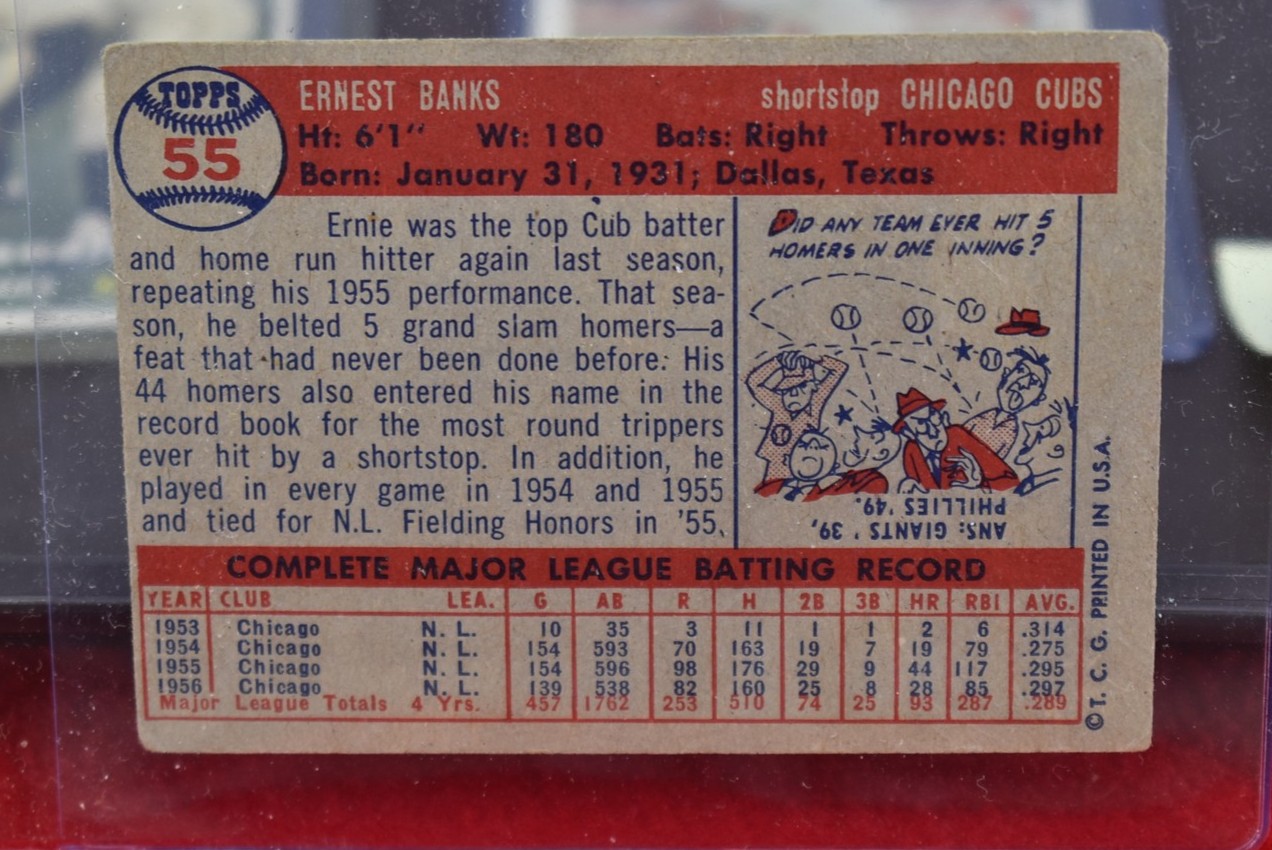 TOPPS
55
ERNEST BANKS shortstop CHICAGO CUBS
Ht: 6'1" Wt: 180 Bats: Right Throws: Right
Born: January 31, 1931; Dallas, Texas
Ernie was the top Cub batter
and home run hitter again last season,
repeating his 1955 performance. That sea-
son, he belted 5 grand slam homers—a
feat that had never been done before. His
44 homers also entered his name in the
record book for the most round trippers
ever hit by a shortstop. In addition, he
played in every game in 1954 and 1955
and tied for N.L. Fielding Honors in '55.
DID ANY TEAM EVER HIT 5
HOMERS IN ONE INNING?
ANS: GIANTS '39,
PHILLIES '49.
COMPLETE MAJOR LEAGUE BATTING RECORD
YEAR CLUB LEA. G AB R H 2B 3B HR RBI AVG.
1953 Chicago N. L. 10 35 3 11 1 1 2 6 .314
1954 Chicago N. L. 154 593 70 163 19 7 19 79 .275
1955 Chicago N. L. 154 596 98 176 29 9 44 117 .295
1956 Chicago N. L. 139 538 82 160 25 8 28 85 .297
Major League Totals 4 Yrs. 457 1762 253 510 74 25 93 287 .289
© T. C. G. PRINTED IN U.S.A.